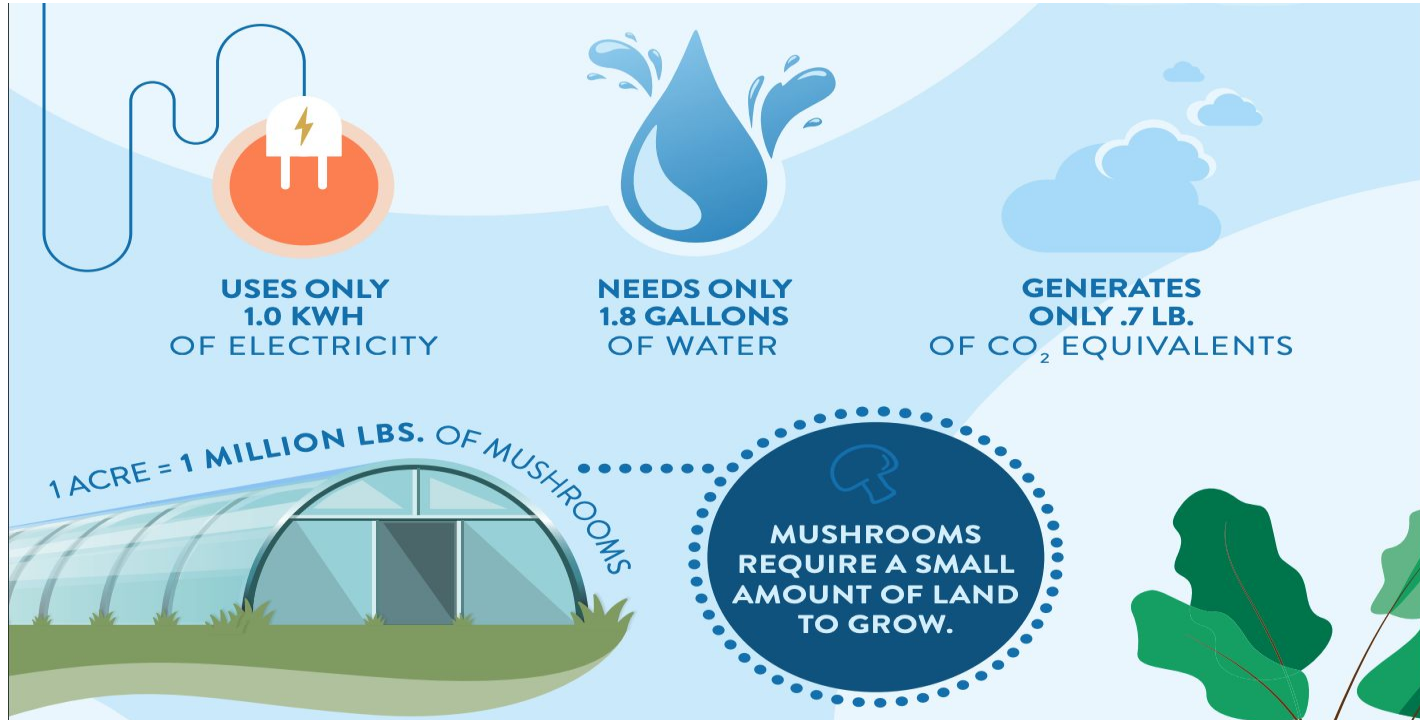 USES ONLY
1.0 KWH
OF ELECTRICITY
NEEDS ONLY
1.8 GALLONS
OF WATER
GENERATES
ONLY .7 LB.
OF CO₂ EQUIVALENTS
1 ACRE = 1 MILLION LBS. OF MUSHROOMS
MUSHROOMS
REQUIRE A SMALL
AMOUNT OF LAND
TO GROW.